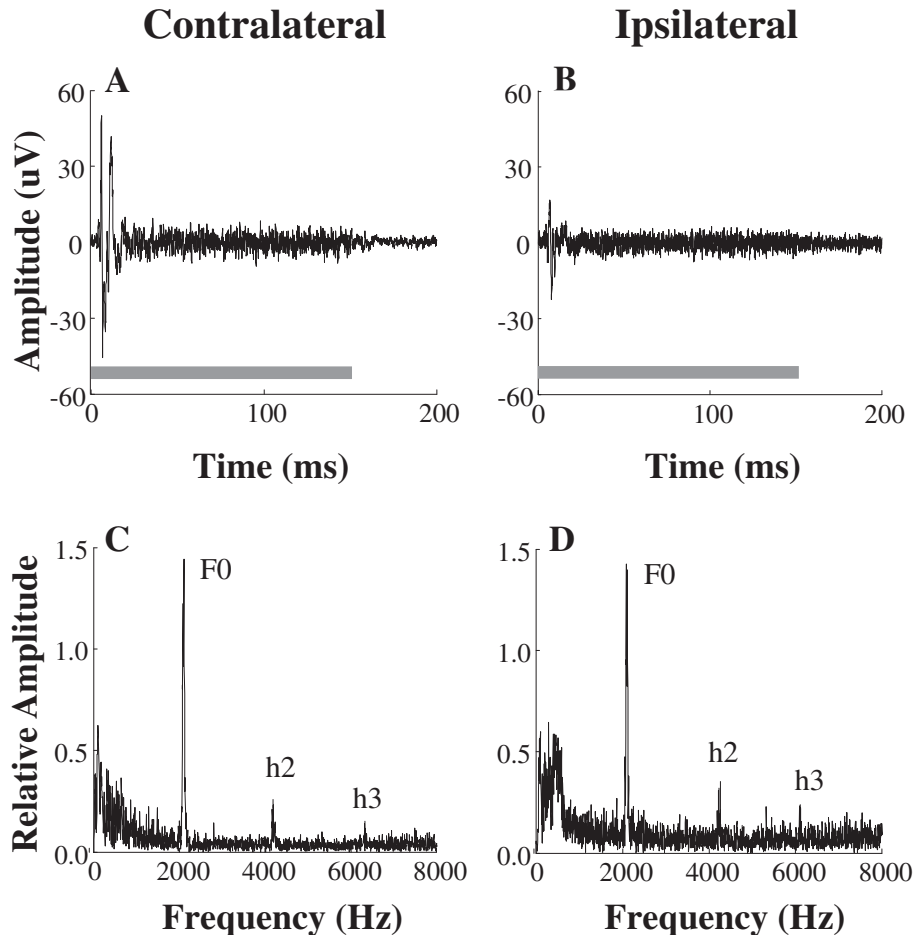 Contralateral
Ipsilateral
A
B
60
30
0
-30
-60
Amplitude (uV)
0
100
200
Time (ms)
60
30
0
-30
-60
0
100
200
Time (ms)
C
D
1.5
1.0
0.5
0.0
Relative Amplitude
F0
h2
h3
0
2000
4000
6000
8000
Frequency (Hz)
1.5
1.0
0.5
0.0
F0
h2
h3
0
2000
4000
6000
8000
Frequency (Hz)